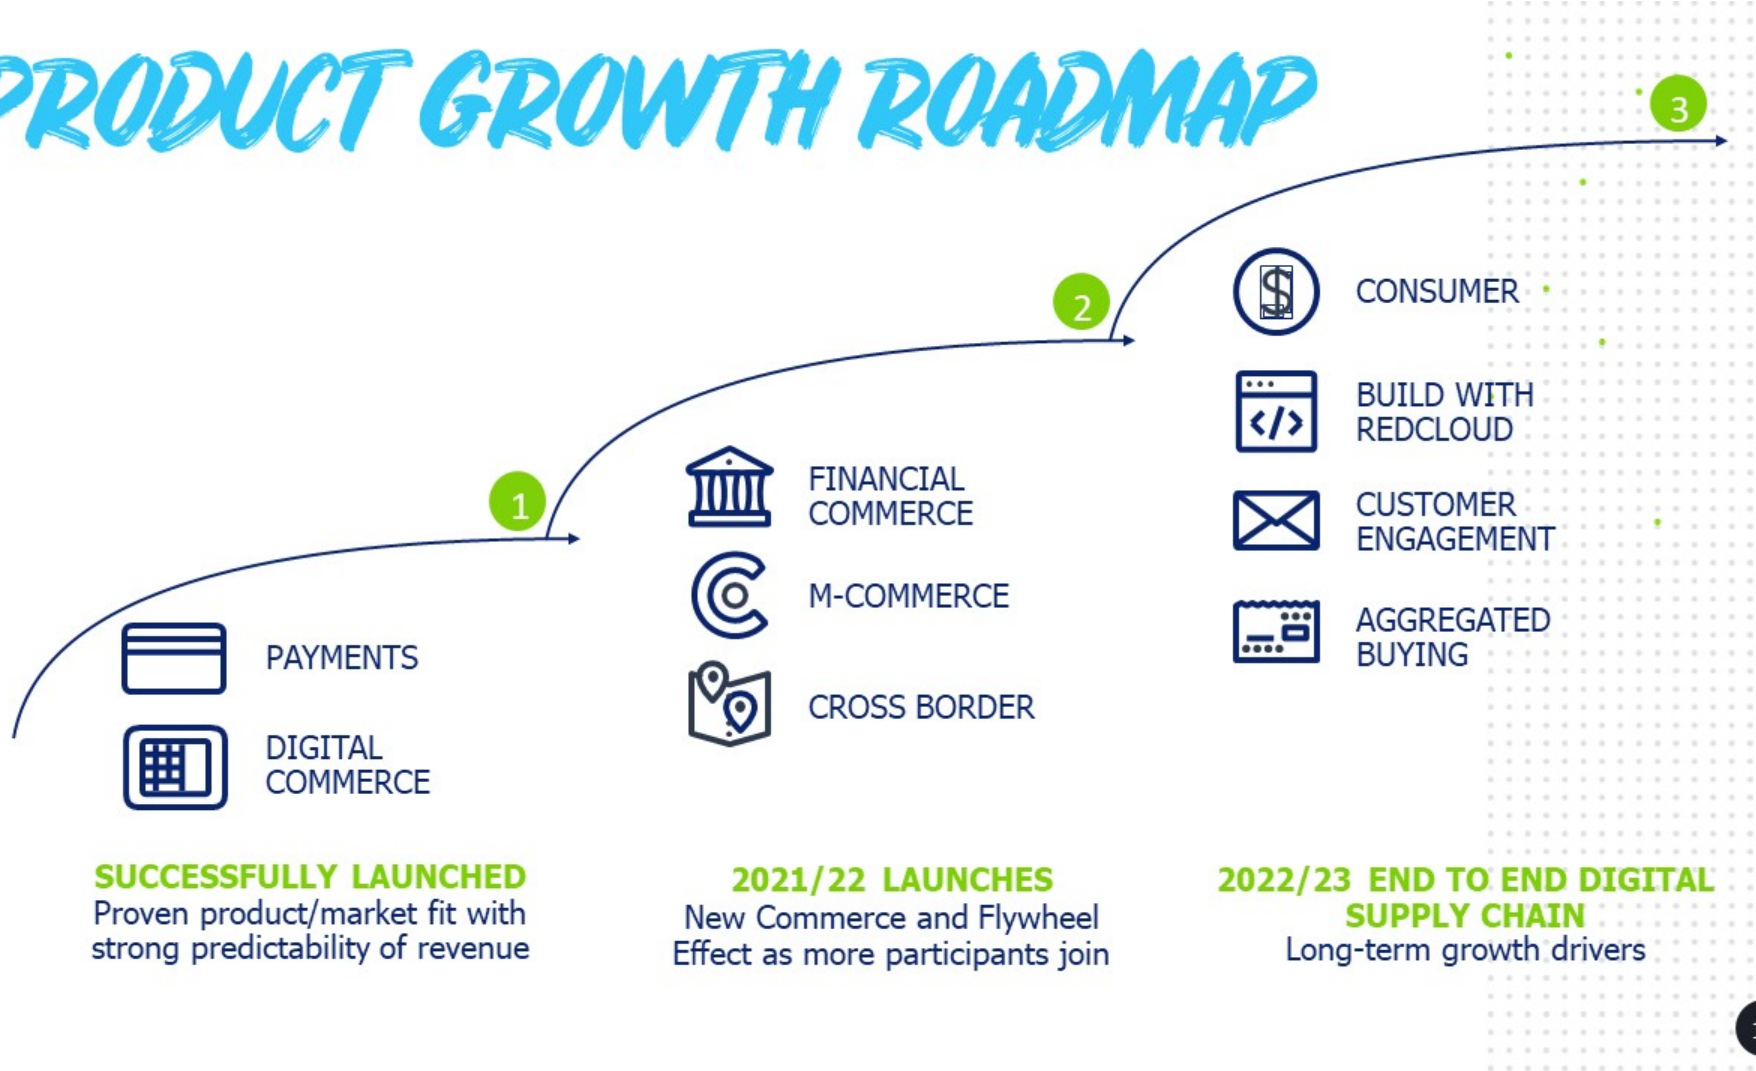 PRODUCT GROWTH ROADMAP
1
PAYMENTS
DIGITAL
COMMERCE
SUCCESSFULLY LAUNCHED
Proven product/market fit with
strong predictability of revenue
2
FINANCIAL
COMMERCE
M-COMMERCE
CROSS BORDER
2021/22 LAUNCHES
New Commerce and Flywheel
Effect as more participants join
3
$
CONSUMER
</>
BUILD WITH
REDCLOUD
CUSTOMER
ENGAGEMENT
AGGREGATED
BUYING
2022/23 END TO END DIGITAL
SUPPLY CHAIN
Long-term growth drivers